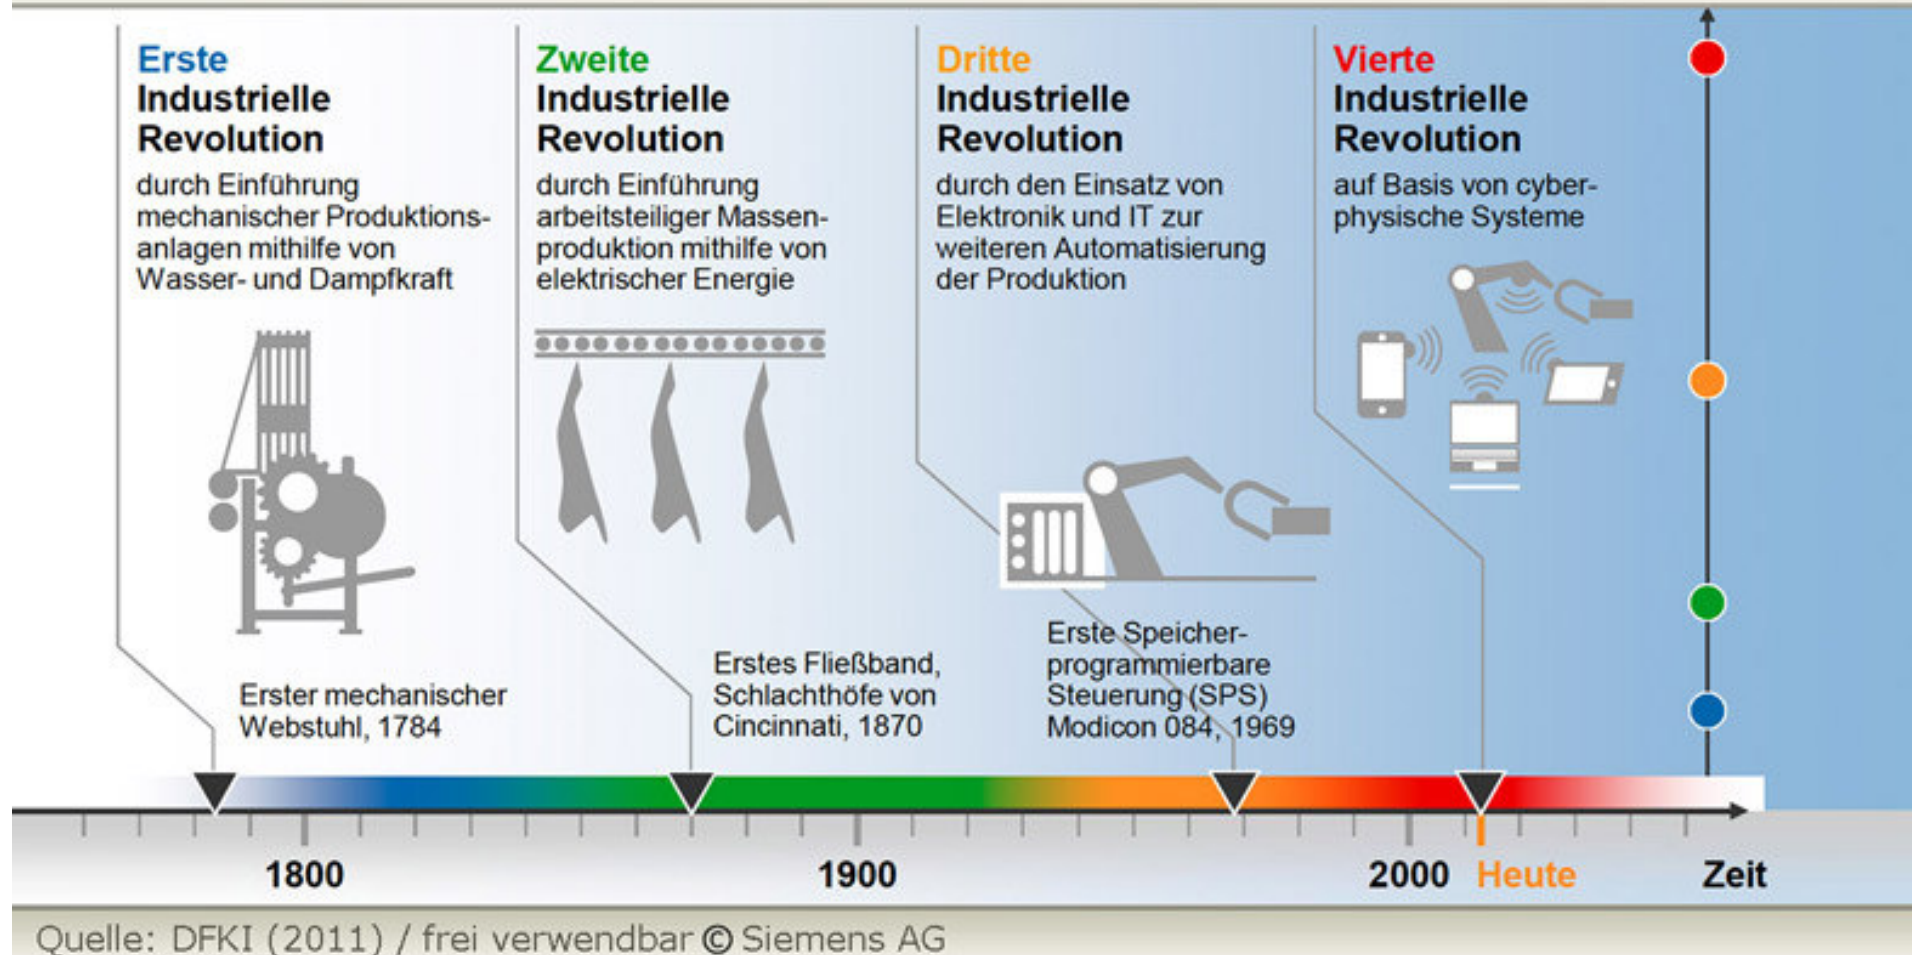 Erste
Industrielle
Revolution
durch Einführung
mechanischer Produktions-
anlagen mithilfe von
Wasser- und Dampfkraft
Erster mechanischer
Webstuhl, 1784
Zweite
Industrielle
Revolution
durch Einführung
arbeitsteiliger Massen-
produktion mithilfe von
elektrischer Energie
Erstes Fließband,
Schlachthöfe von
Cincinnati, 1870
Dritte
Industrielle
Revolution
durch den Einsatz von
Elektronik und IT zur
weiteren Automatisierung
der Produktion
Erste Speicher-
programmierbare
Steuerung (SPS)
Modicon 084, 1969
Vierte
Industrielle
Revolution
auf Basis von cyber-
physische Systeme
1800
1900
2000
Heute
Zeit
Quelle: DFKI (2011) / frei verwendbar © Siemens AG